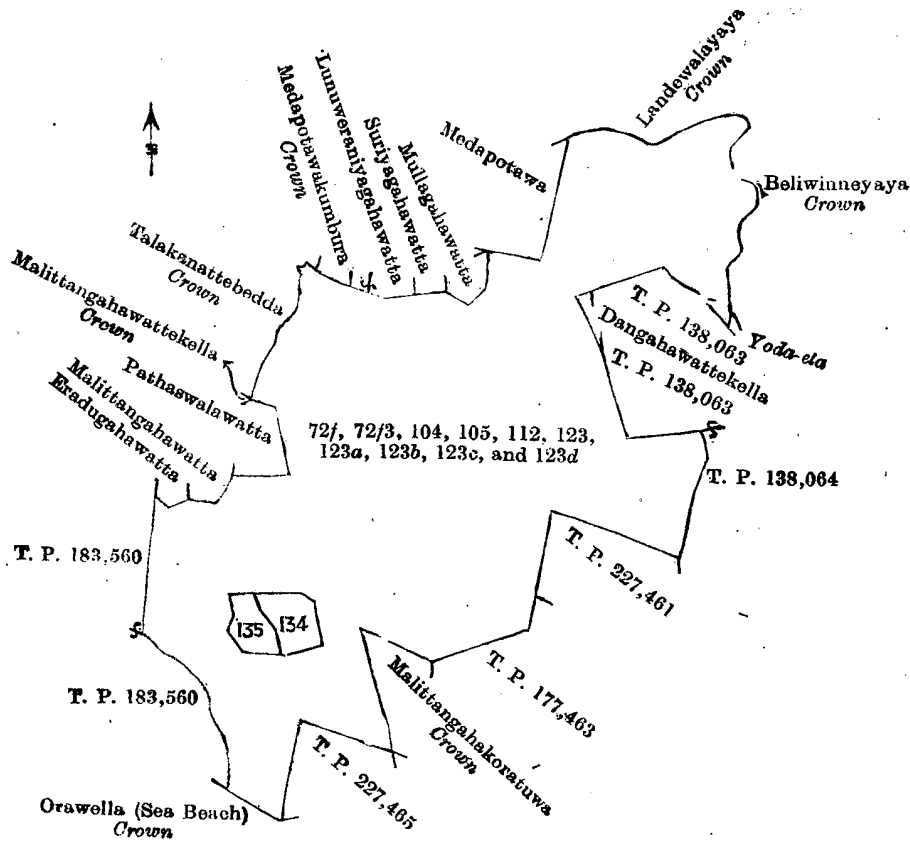 Landewalayaya
Crown
Lunuweraniyagahawatta
Medapotawakumbura
Crown
Suriyagahawatta
Mullagahawatta
Medapotawa
Beliwinneyaya
Crown
Talakanattebedda
Crown
Malittangahawattekella
Crown
Pathaswalawatta
Malittangahawatta
Eradugahawatta
T. P. 138,063
Dangahawattekella
T. P. 138,063
Yoda-ela
72f, 72f3, 104, 105, 112, 123,
123a, 123b, 123c, and 123d
T. P. 138,064
T. P. 183,560
T. P. 227,461
135
134
T. P. 177,463
Malittangahakoratuwa
Crown
T. P. 183,560
T. P. 227,465
Orawella (Sea Beach)
Crown